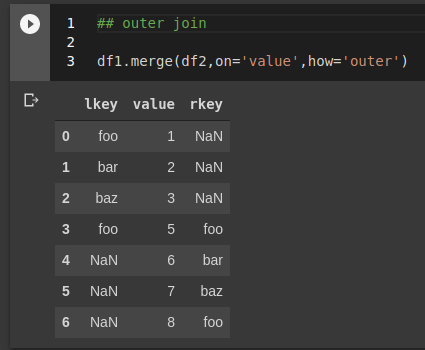 1 ## outer join
2
3 df1.merge(df2,on='value',how='outer')
lkey value rkey
0 foo 1 NaN
1 bar 2 NaN
2 baz 3 NaN
3 foo 5 foo
4 NaN 6 bar
5 NaN 7 baz
6 NaN 8 foo